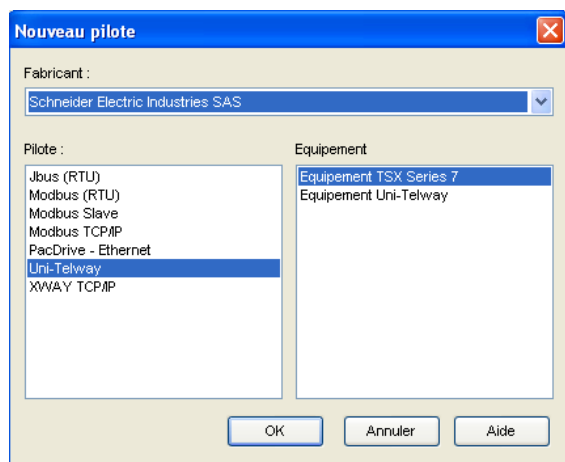 Nouveau pilote
Fabricant :
Schneider Electric Industries SAS
Pilote :
Equipement
Jbus (RTU)
Modbus (RTU)
Modbus Slave
Modbus TCP/IP
PacDrive - Ethernet
Uni-Telway
XWAY TCP/IP
Equipement TSX Series 7
Equipement Uni-Telway
OK
Annuler
Aide